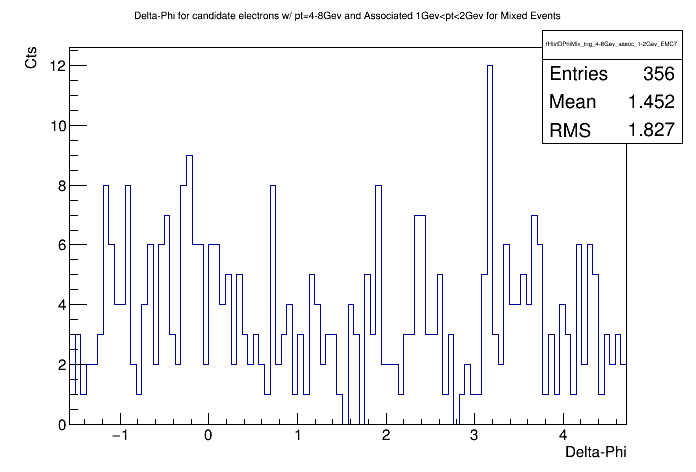 Delta-Phi for candidate electrons w/ pt=4-8Gev and Associated 1Gev<pt<2Gev for Mixed Events
fHistDPhiMix_trig_4-8Gev_assoc_1-2Gev_EMC7
Entries 356
Mean 1.452
RMS 1.827
Cts
12
10
8
6
4
2
0
−1 0 1 2 3 4
Delta-Phi